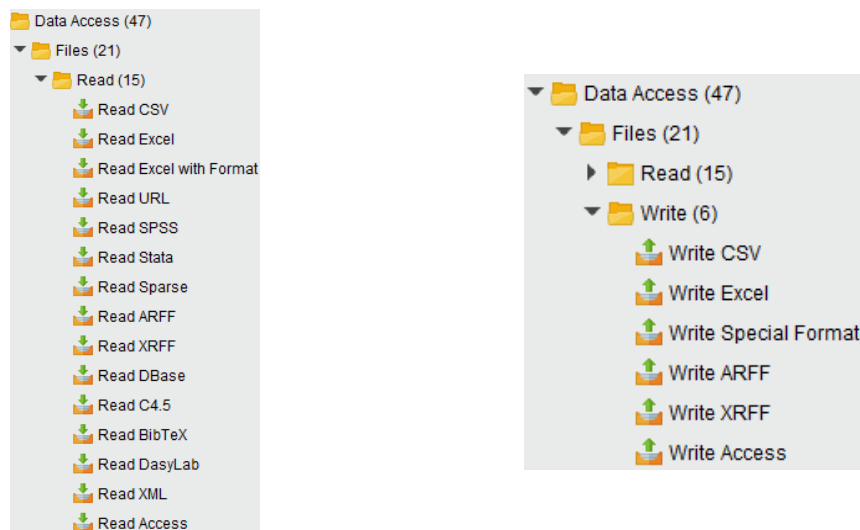 Data Access (47)
Files (21)
Read (15)
Read CSV
Read Excel
Read Excel with Format
Read URL
Read SPSS
Read Stata
Read Sparse
Read ARFF
Read XRFF
Read DBase
Read C4.5
Read BibTeX
Read DasyLab
Read XML
Read Access
Data Access (47)
Files (21)
Read (15)
Write (6)
Write CSV
Write Excel
Write Special Format
Write ARFF
Write XRFF
Write Access